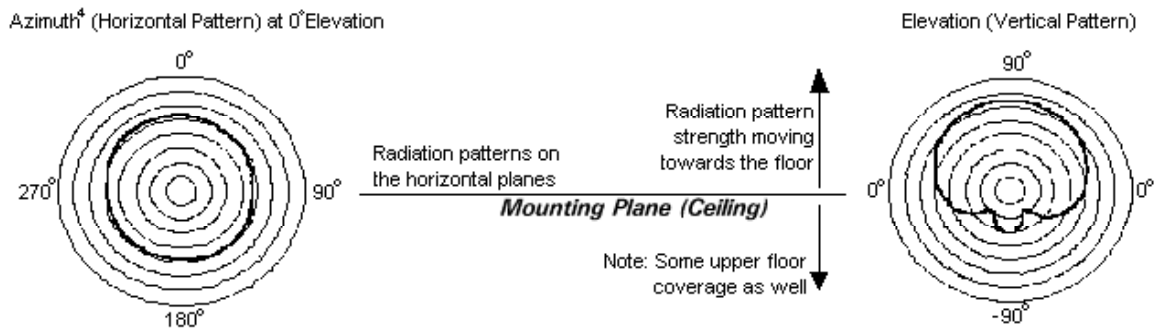 Azimuth⁴ (Horizontal Pattern) at 0°Elevation
0°
270°
90°
180°
Radiation patterns on
the horizontal planes
Radiation pattern
strength moving
towards the floor
Mounting Plane (Ceiling)
Note: Some upper floor
coverage as well
Elevation (Vertical Pattern)
90°
0°
0°
-90°